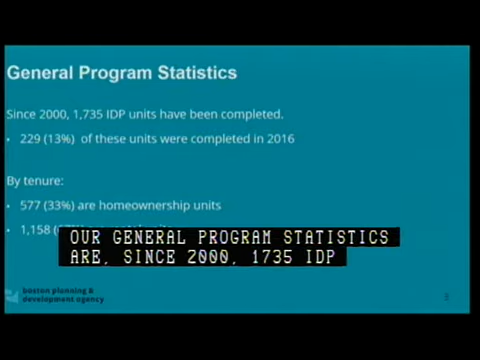 General Program Statistics
Since 2000, 1,735 IDP units have been completed.
• 229 (13%) of these units were completed in 2016
By tenure:
• 577 (33%) are homeownership units
• 1,158
OUR GENERAL PROGRAM STATISTICS
ARE, SINCE 2000, 1735 IDP
boston planning &
development agency